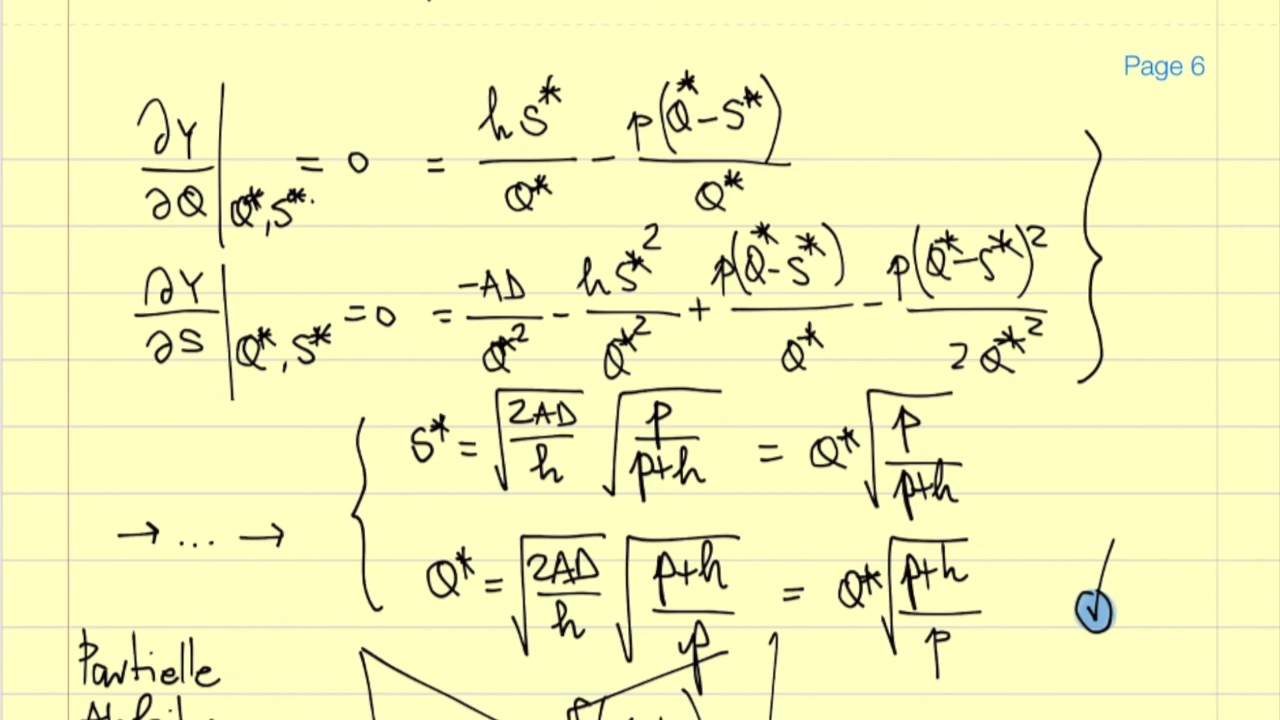 Page 6
∂Y/∂Q |Q*,S* = 0 = hS*/Q* - p(Q*-S*)/Q*
∂Y/∂S |Q*,S* = 0 = -AD/Q*² - hS*²/Q*² + p(Q*-S*)/Q* - p(Q*-S*)²/2Q*² }
→ ... → { S* = √(2AD/h) √(p/(p+h)) = Q* √(p/(p+h))
Q* = √(2AD/h) √((p+h)/p) = Q* √((p+h)/p) ✓
Partielle